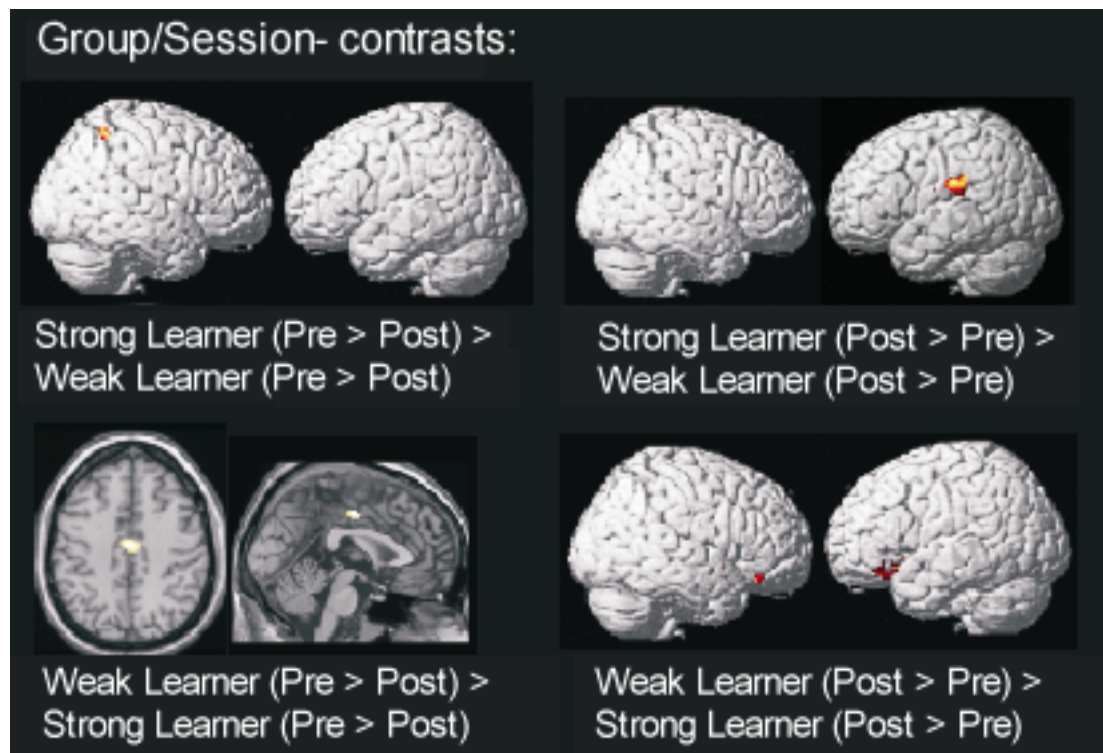 Group/Session- contrasts:
Strong Learner (Pre > Post) >
Weak Learner (Pre > Post)
Strong Learner (Post > Pre) >
Weak Learner (Post > Pre)
Weak Learner (Pre > Post) >
Strong Learner (Pre > Post)
Weak Learner (Post > Pre) >
Strong Learner (Post > Pre)